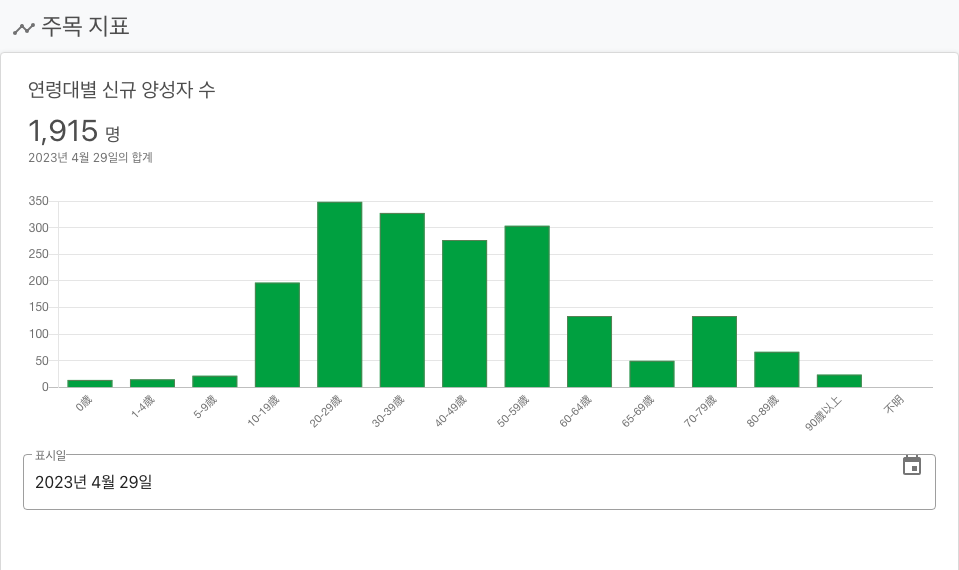 주목 지표
연령대별 신규 양성자 수
1,915 명
2023년 4월 29일의 합계
350
300
250
200
150
100
50
0
0歳
1-4歳
5-9歳
10-19歳
20-29歳
30-39歳
40-49歳
50-59歳
60-64歳
65-69歳
70-79歳
80-89歳
90歳以上
不明
표시일
2023년 4월 29일